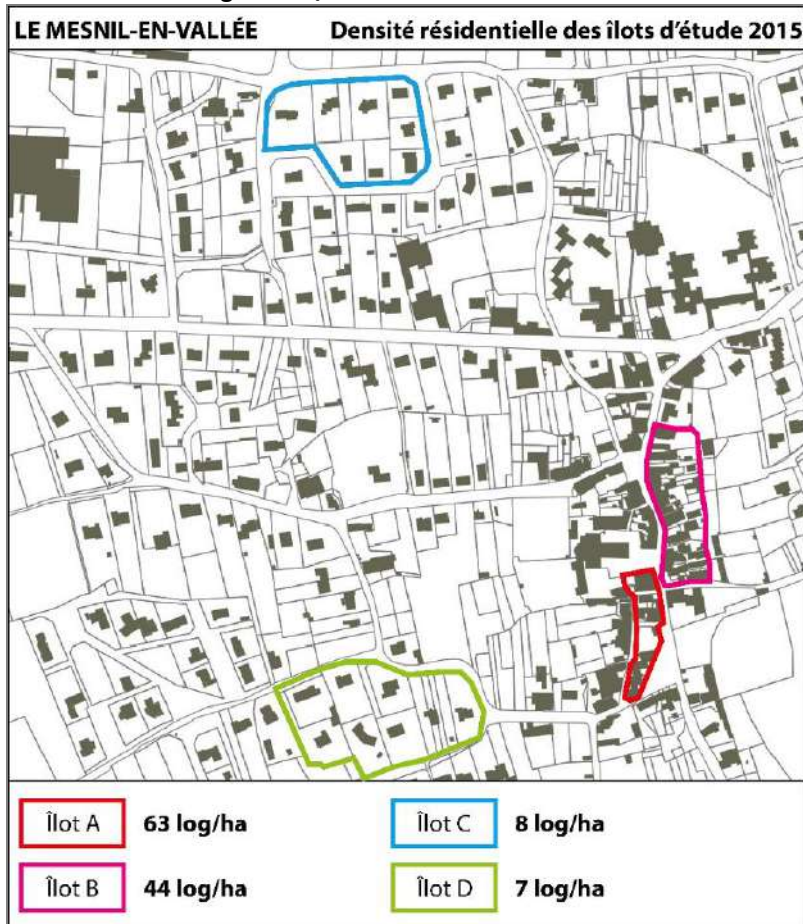 LE MESNIL-EN-VALLÉE Densité résidentielle des îlots d'étude 2015
Îlot A 63 log/ha Îlot C 8 log/ha
Îlot B 44 log/ha Îlot D 7 log/ha